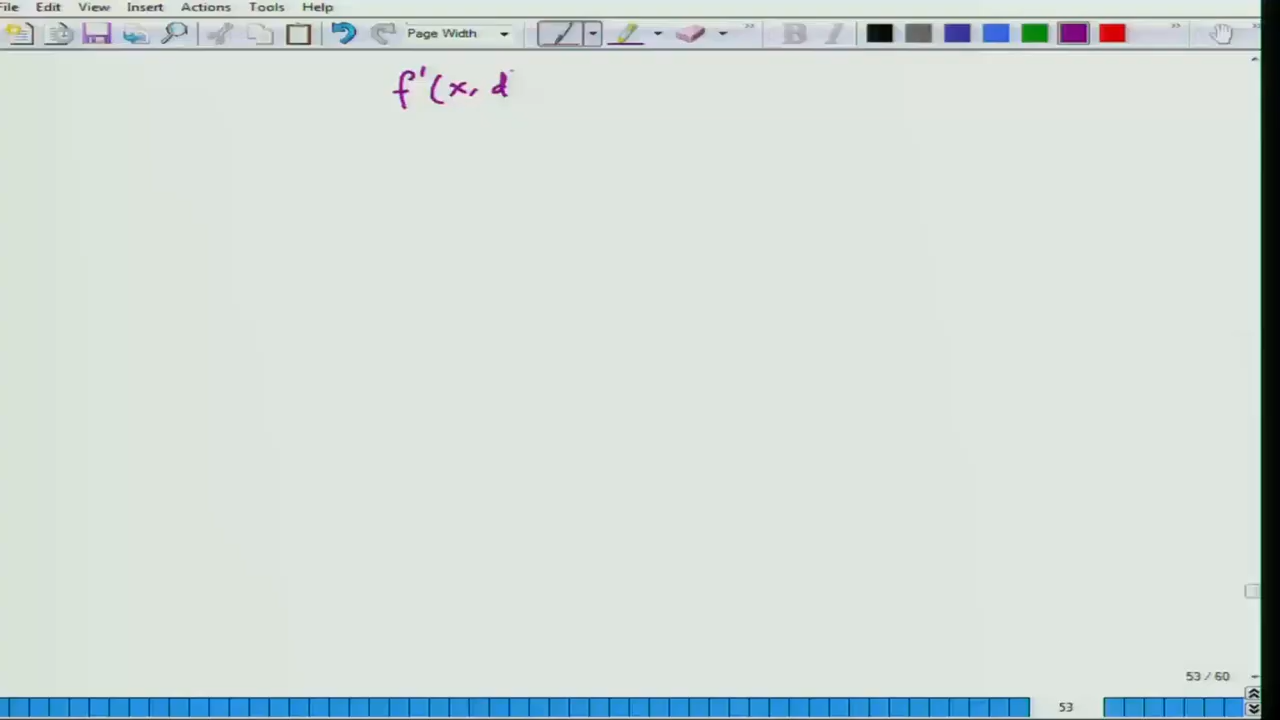 File Edit View Insert Actions Tools Help
Page Width
B I
f'(x, d
53 / 60
53